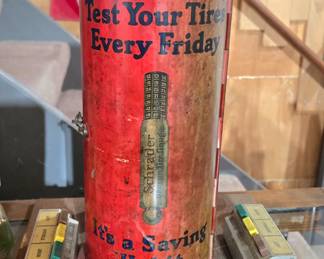 Test Your Tires
Every Friday
Schrader
It's a Saving